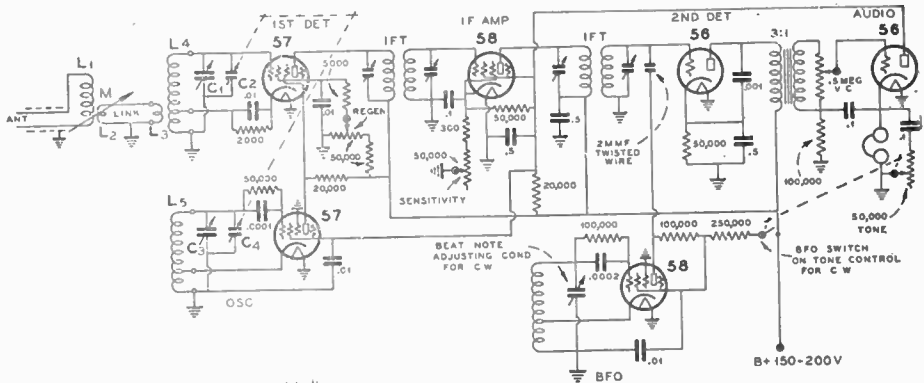 1ST DET
57
IF AMP
58
2ND DET
56
AUDIO
56
L4
L1
M
LINK
L2
L3
ANT
C1
C2
.01
2000
5000
.01
REGEN
50,000
20,000
IFT
.1
300
50,000
.5
50,000
SENSITIVITY
.5
20,000
IFT
2 MMF
TWISTED
WIRE
.001
50,000
.5
3:1
.5 MEG
V.C.
.1
100,000
50,000
TONE
L5
50,000
.0001
C3
C4
57
.01
OSC
BEAT NOTE
ADJUSTING COND
FOR CW
100,000
.0002
58
.01
BFO
100,000
250,000
BFO SWITCH
ON TONE CONTROL
FOR CW
B+ 150-200V